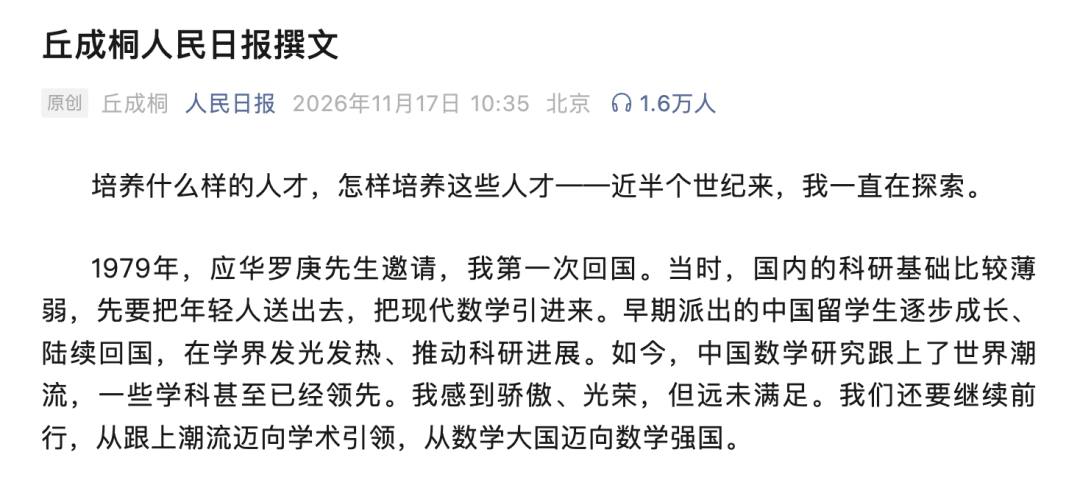 丘成桐人民日报撰文
原创 丘成桐 人民日报 2026年11月17日 10:35 北京 1.6万人
培养什么样的人才，怎样培养这些人才——近半个世纪来，我一直在探索。
1979年，应华罗庚先生邀请，我第一次回国。当时，国内的科研基础比较薄
弱，先要把年轻人送出去，把现代数学引进来。早期派出的中国留学生逐步成长、
陆续回国，在学界发光发热、推动科研进展。如今，中国数学研究跟上了世界潮
流，一些学科甚至已经领先。我感到骄傲、光荣，但远未满足。我们还要继续前
行，从跟上潮流迈向学术引领，从数学大国迈向数学强国。